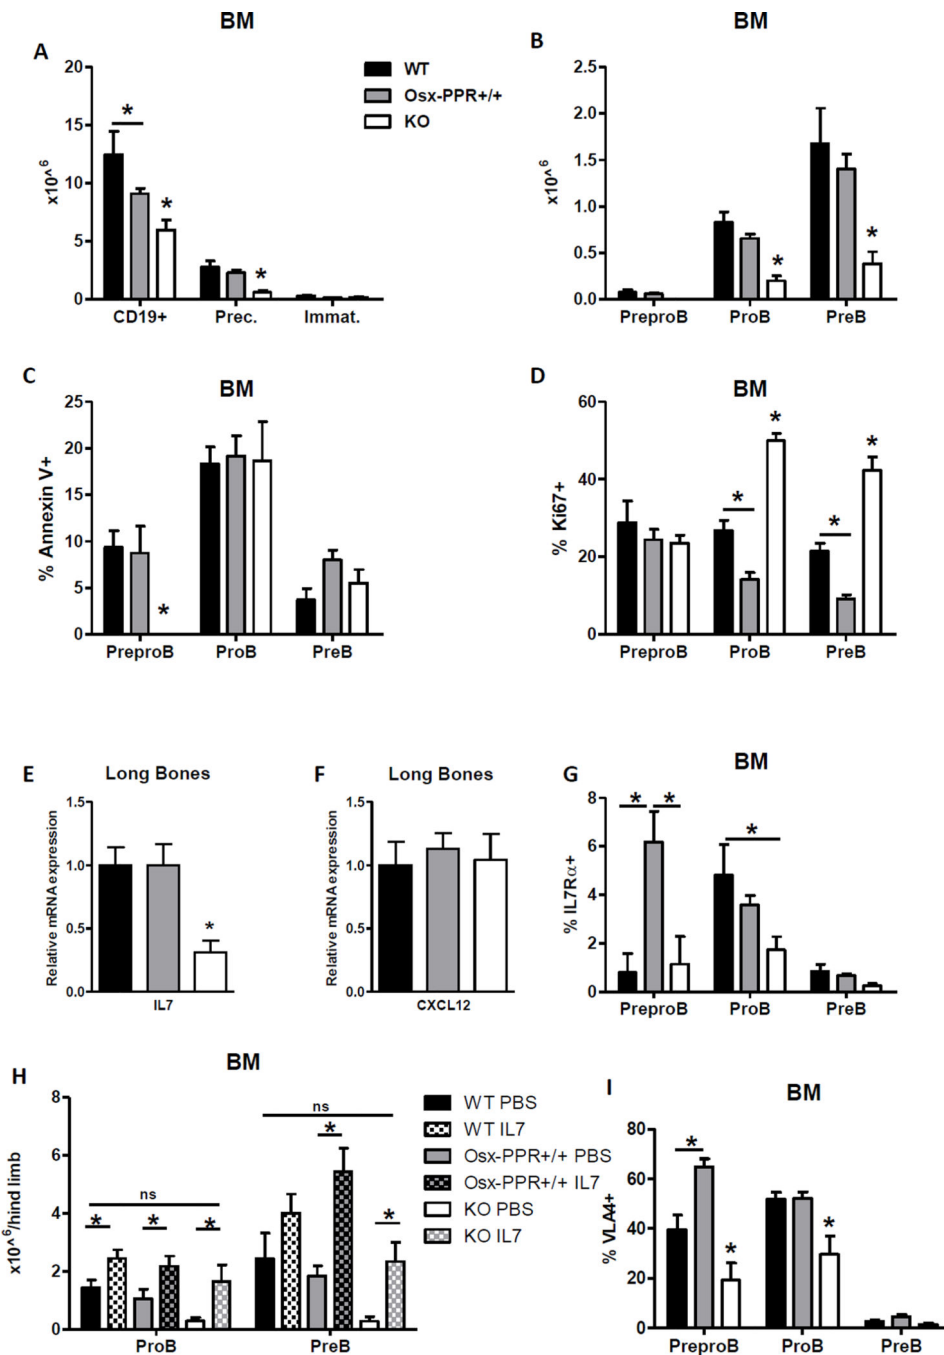 BM
A
20
15
10
5
0
x10^6
*
*
*
CD19+ Prec. Immat.
WT
Osx-PPR+/+
KO
BM
B
2.5
2.0
1.5
1.0
0.5
0.0
x10^6
*
*
PreproB ProB PreB
C
BM
25
20
15
10
5
0
% Annexin V+
*
PreproB ProB PreB
D
BM
60
40
20
0
% Ki67+
*
*
*
*
PreproB ProB PreB
E
Long Bones
1.5
1.0
0.5
0.0
Relative mRNA expression
*
IL7
F
Long Bones
1.5
1.0
0.5
0.0
Relative mRNA expression
CXCL12
G
BM
8
6
4
2
0
% IL7Rα+
* *
*
PreproB ProB PreB
H
BM
8
6
4
2
0
x10^6/hind limb
ns
* * *
ns
*
*
ProB PreB
WT PBS
WT IL7
Osx-PPR+/+ PBS
Osx-PPR+/+ IL7
KO PBS
KO IL7
I
BM
80
60
40
20
0
% VLA4+
*
*
*
PreproB ProB PreB